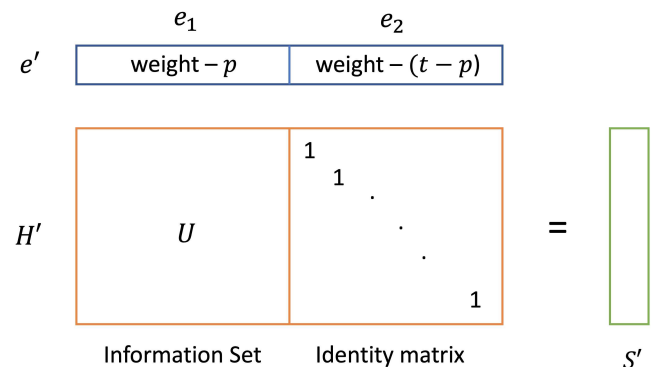 e₁ e₂
e′ weight – p weight – (t − p)
1
1
.
H′ U . =
.
1
Information Set Identity matrix S′